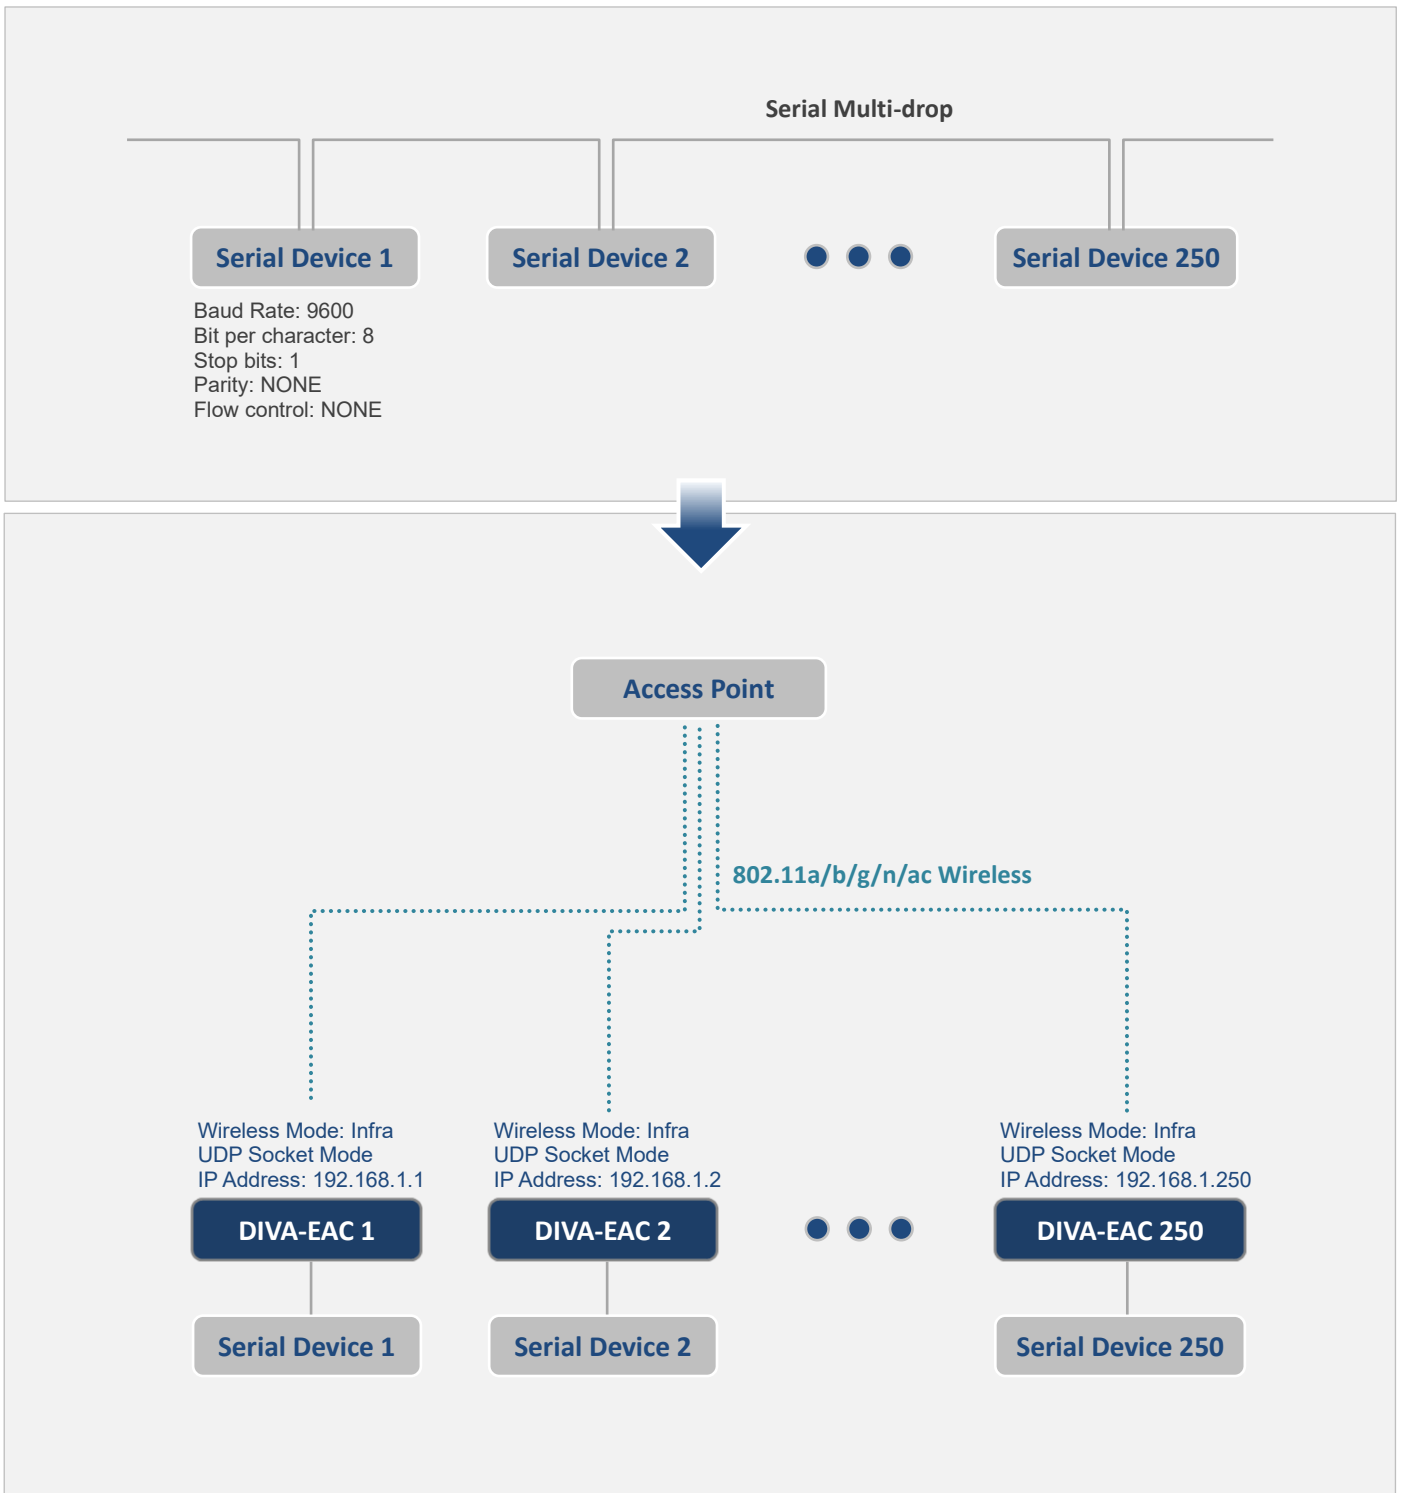 Serial Multi-drop
Serial Device 1
Serial Device 2
Serial Device 250
Baud Rate: 9600
Bit per character: 8
Stop bits: 1
Parity: NONE
Flow control: NONE
Access Point
802.11a/b/g/n/ac Wireless
Wireless Mode: Infra
UDP Socket Mode
IP Address: 192.168.1.1
Wireless Mode: Infra
UDP Socket Mode
IP Address: 192.168.1.2
Wireless Mode: Infra
UDP Socket Mode
IP Address: 192.168.1.250
DIVA-EAC 1
DIVA-EAC 2
DIVA-EAC 250
Serial Device 1
Serial Device 2
Serial Device 250